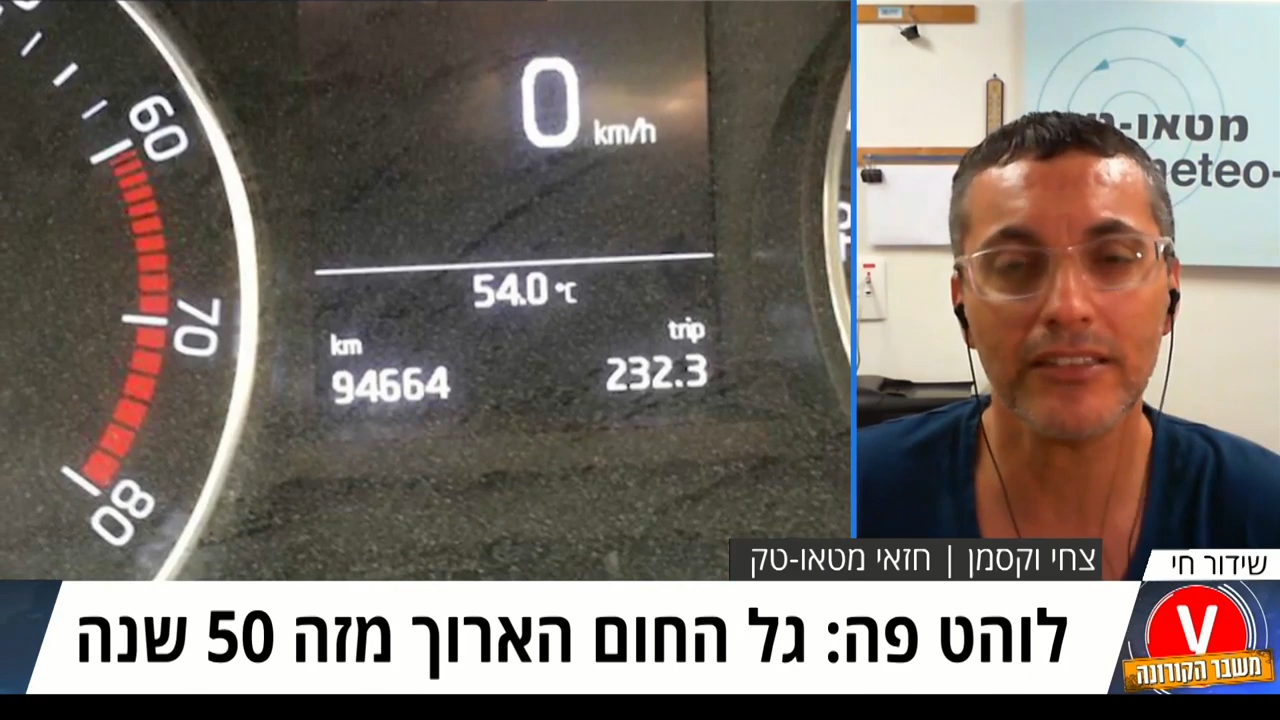 60
70
80
0 km/h
54.0 °C
km
94664
trip
232.3
מטאו-
meteo-
צחי וקסמן | חזאי מטאו-טק
שידור חי
לוהט פה: גל החום הארוך מזה 50 שנה
משבר הקורונה